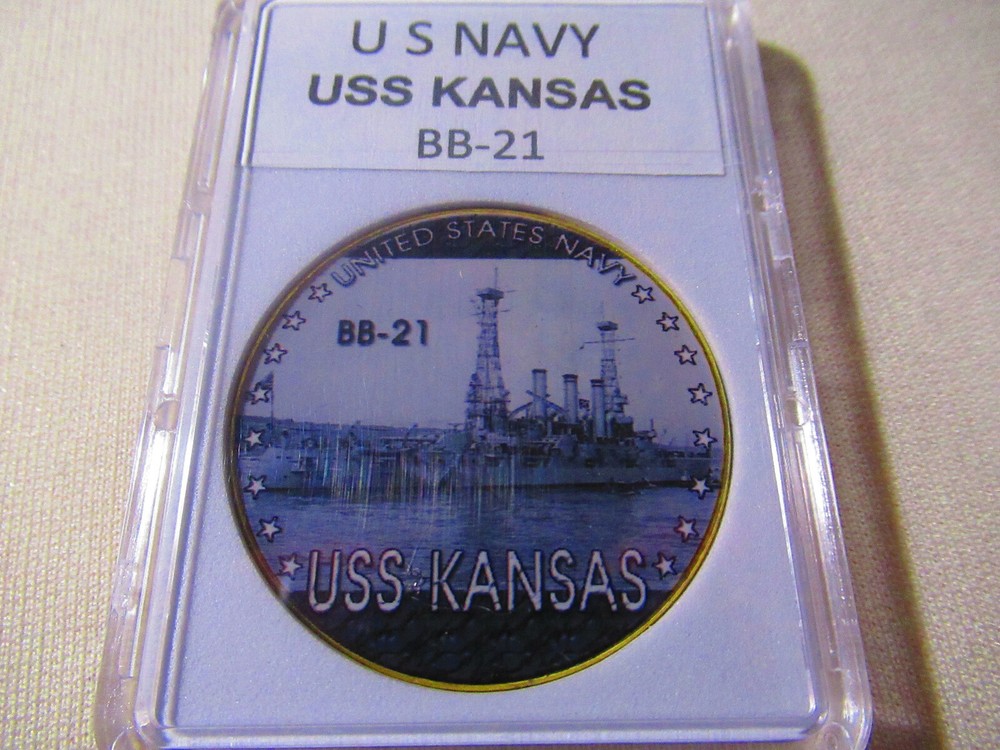 U S NAVY
USS KANSAS
BB-21
UNITED STATES NAVY
BB-21
USS KANSAS